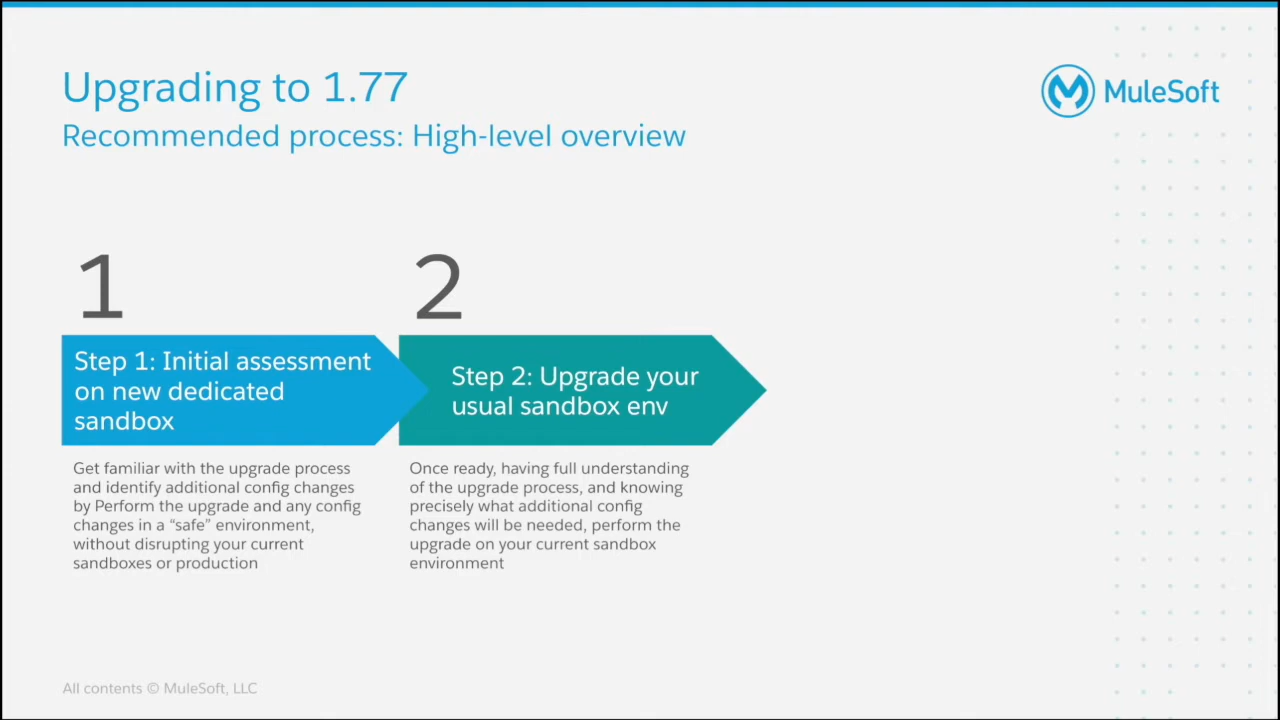 Upgrading to 1.77
Recommended process: High-level overview
MuleSoft
1
Step 1: Initial assessment
on new dedicated
sandbox
Get familiar with the upgrade process
and identify additional config changes
by Perform the upgrade and any config
changes in a “safe” environment,
without disrupting your current
sandboxes or production
2
Step 2: Upgrade your
usual sandbox env
Once ready, having full understanding
of the upgrade process, and knowing
precisely what additional config
changes will be needed, perform the
upgrade on your current sandbox
environment
All contents © MuleSoft, LLC